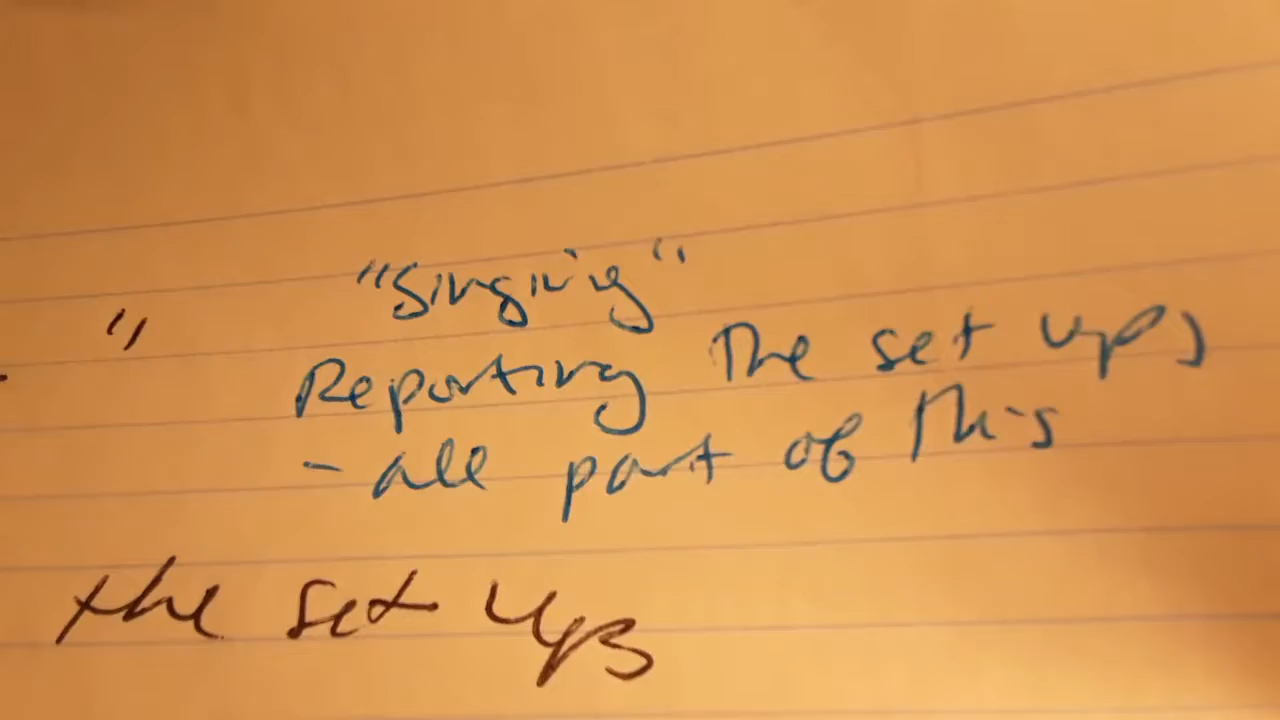 "Singing"
"
Reporting The set ups
- all part of this
the set ups